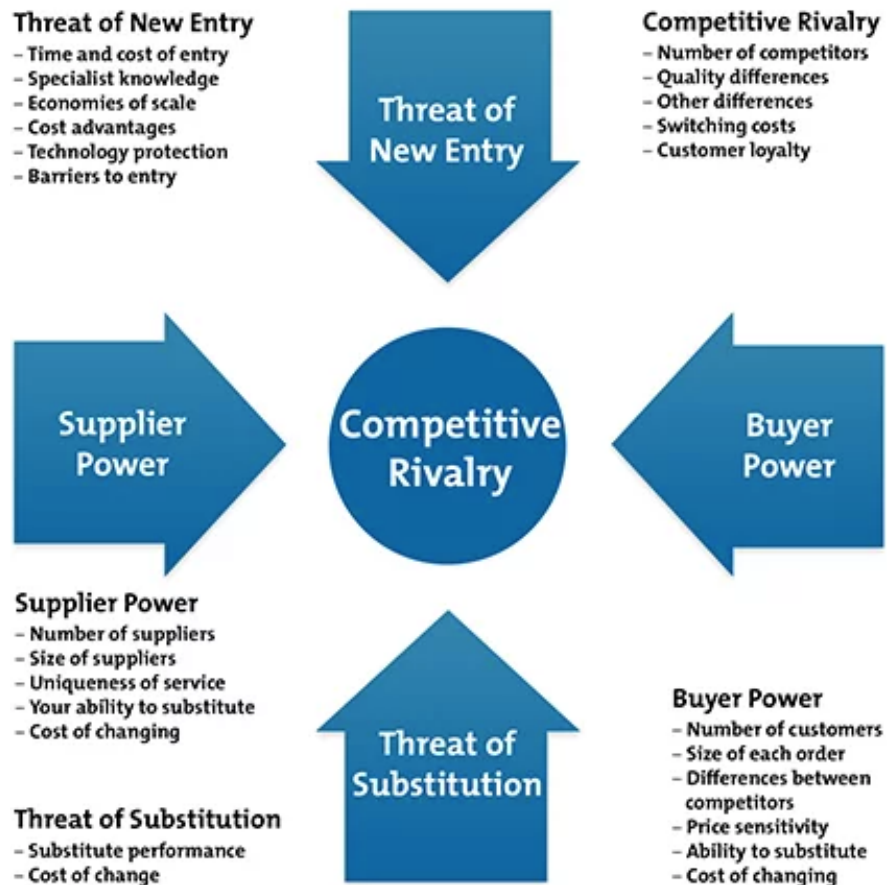 Threat of New Entry
– Time and cost of entry
– Specialist knowledge
– Economies of scale
– Cost advantages
– Technology protection
– Barriers to entry
Threat of
New Entry
Competitive Rivalry
– Number of competitors
– Quality differences
– Other differences
– Switching costs
– Customer loyalty
Supplier
Power
Competitive
Rivalry
Buyer
Power
Supplier Power
– Number of suppliers
– Size of suppliers
– Uniqueness of service
– Your ability to substitute
– Cost of changing
Threat of Substitution
– Substitute performance
– Cost of change
Threat of
Substitution
Buyer Power
– Number of customers
– Size of each order
– Differences between
competitors
– Price sensitivity
– Ability to substitute
– Cost of changing